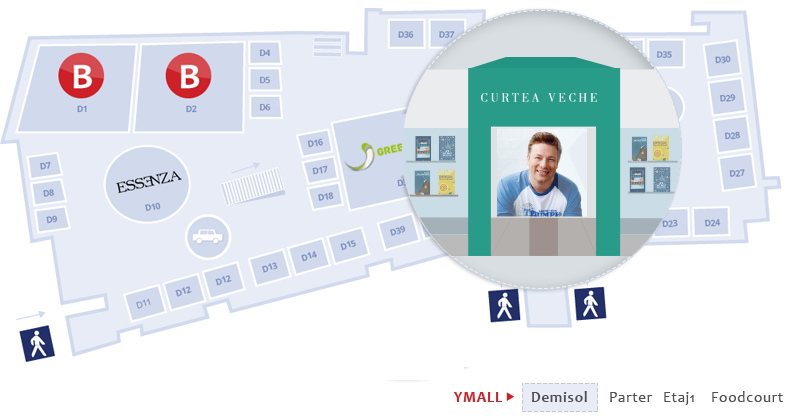 D36
D37
D35
D30
D4
B
B
D5
D29
D1
D2
D6
CURTEA VECHE
D28
D16
GREE
D7
D17
D27
D8
ESSENZA
D18
D9
D10
D39
D23
D24
D15
D14
D13
D12
D12
D11
YMALL
Demisol
Parter
Etaj1
Foodcourt